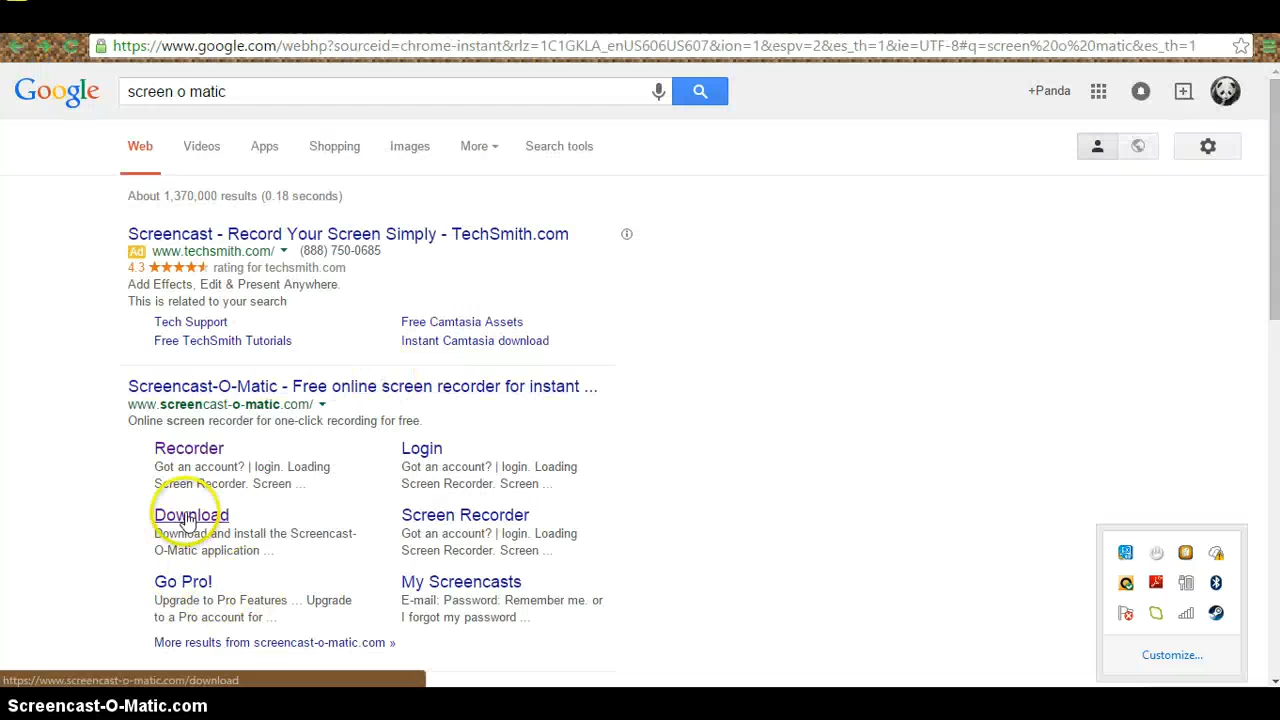 https://www.google.com/webhp?sourceid=chrome-instant&rlz=1C1GKLA_enUS606US607&ion=1&espv=2&es_th=1&ie=UTF-8#q=screen%20o%20matic&es_th=1
Google
screen o matic
+Panda
Web Videos Apps Shopping Images More Search tools
About 1,370,000 results (0.18 seconds)
Screencast - Record Your Screen Simply - TechSmith.com
Ad www.techsmith.com/ (888) 750-0685
4.3 rating for techsmith.com
Add Effects, Edit & Present Anywhere.
This is related to your search
Tech Support Free Camtasia Assets
Free TechSmith Tutorials Instant Camtasia download
Screencast-O-Matic - Free online screen recorder for instant ...
www.screencast-o-matic.com/
Online screen recorder for one-click recording for free.
Recorder
Got an account? | login. Loading
Screen Recorder. Screen ...
Login
Got an account? | login. Loading
Screen Recorder. Screen ...
Download
Download and install the Screencast-
O-Matic application ...
Screen Recorder
Got an account? | login. Loading
Screen Recorder. Screen ...
Go Pro!
Upgrade to Pro Features ... Upgrade
to a Pro account for ...
My Screencasts
E-mail: Password: Remember me. or
I forgot my password ...
More results from screencast-o-matic.com »
Customize...
https://www.screencast-o-matic.com/download
Screencast-O-Matic.com